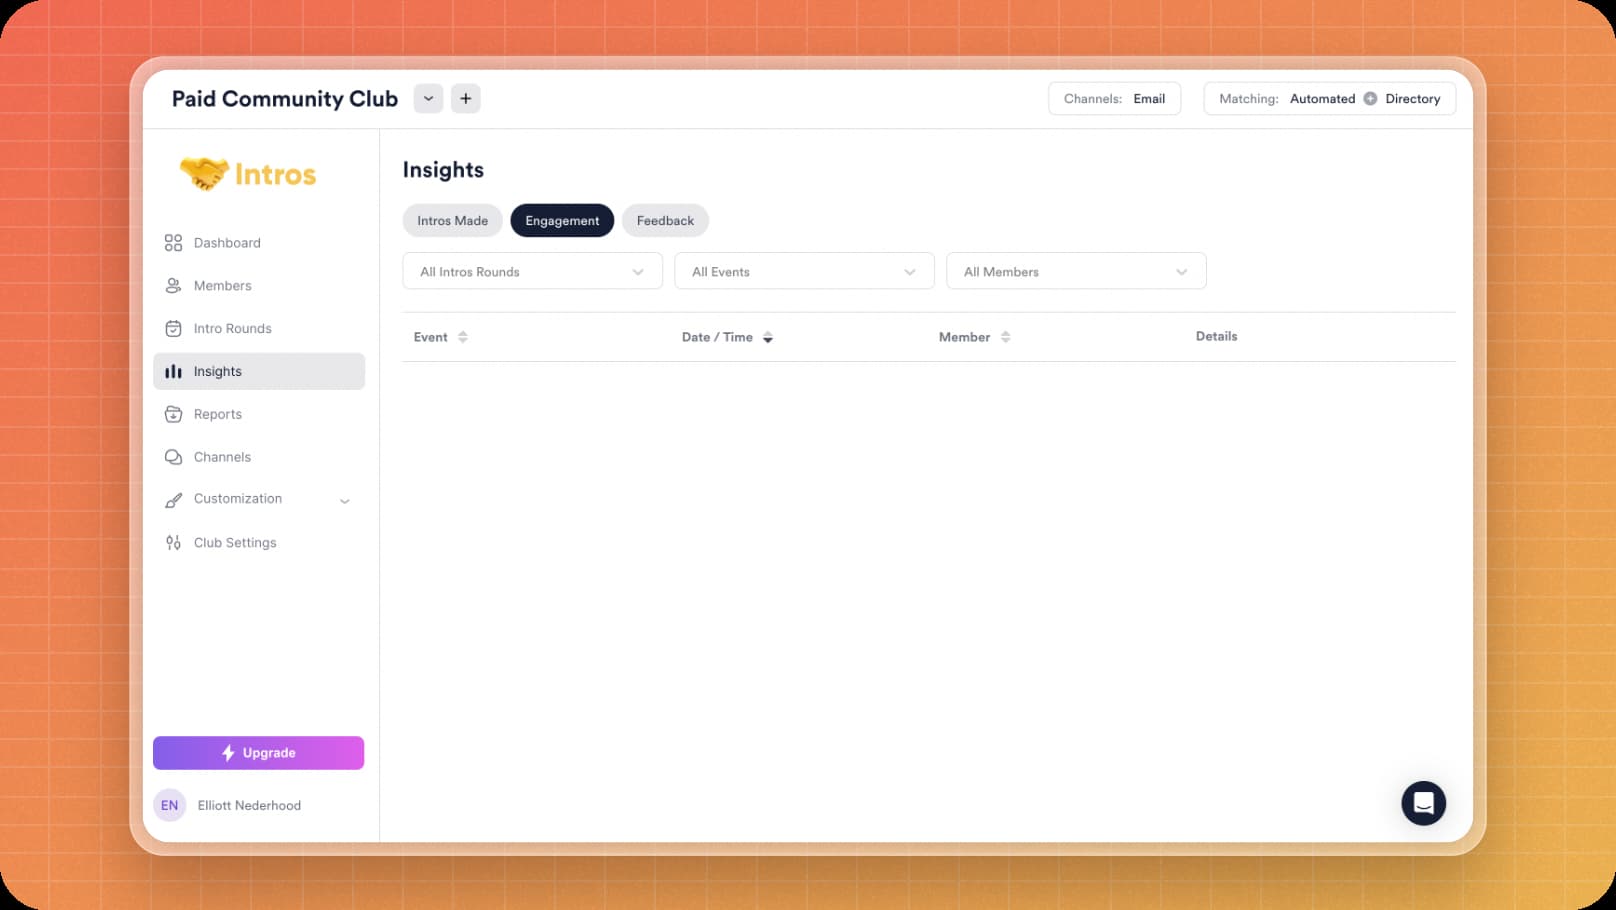 Paid Community Club
Channels: Email
Matching: Automated Directory
Intros
Dashboard
Members
Intro Rounds
Insights
Reports
Channels
Customization
Club Settings
Upgrade
EN Elliott Nederhood
Insights
Intros Made Engagement Feedback
All Intros Rounds All Events All Members
Event Date / Time Member Details